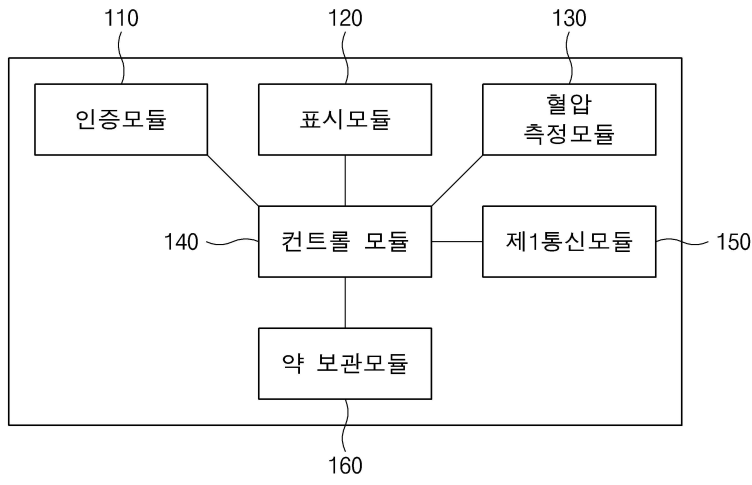 110
120
130
인증모듈
표시모듈
혈압
측정모듈
140
컨트롤 모듈
제1통신모듈
150
약 보관모듈
160